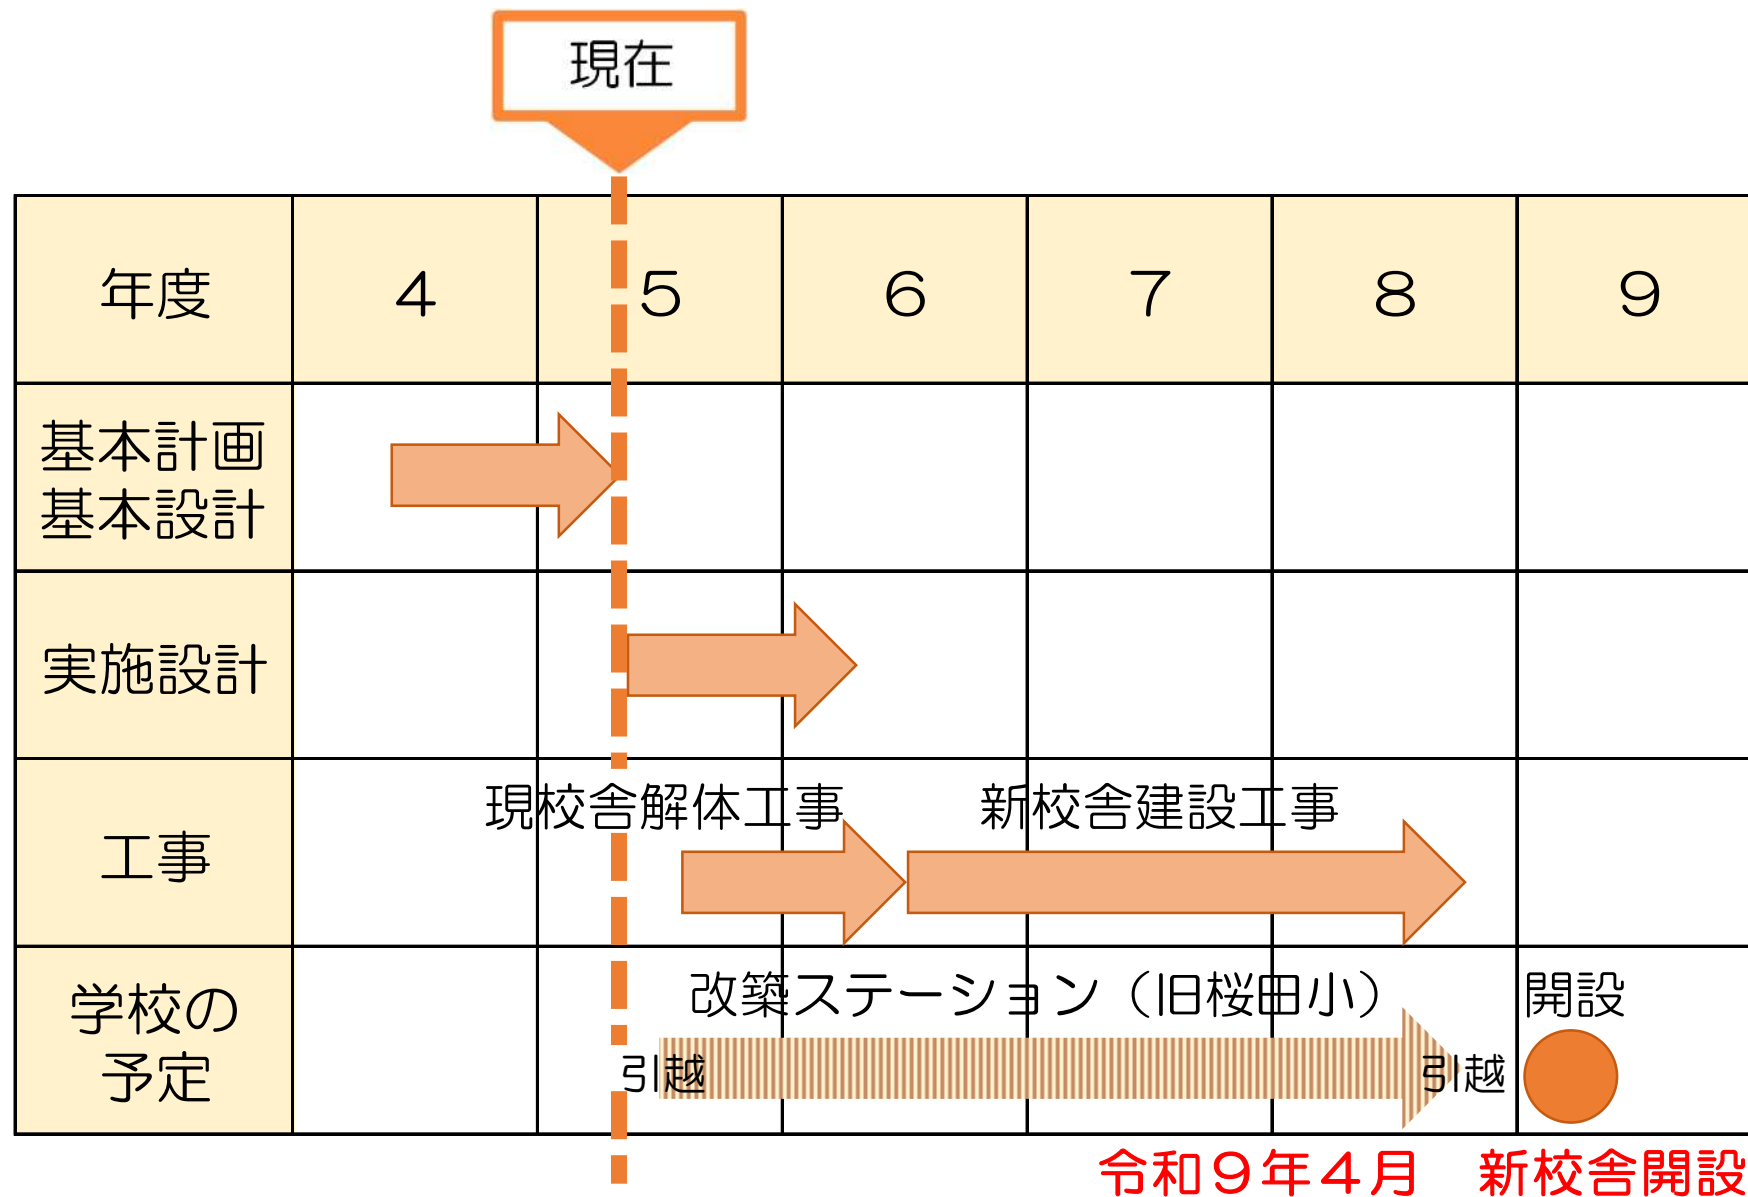 現在
年度 ４ ５ ６ ７ ８ ９
基本計画
基本設計
実施設計
現校舎解体工事 新校舎建設工事
工事
改築ステーション（旧桜田小） 開設
学校の
予定
引越 引越
令和９年４月　新校舎開設